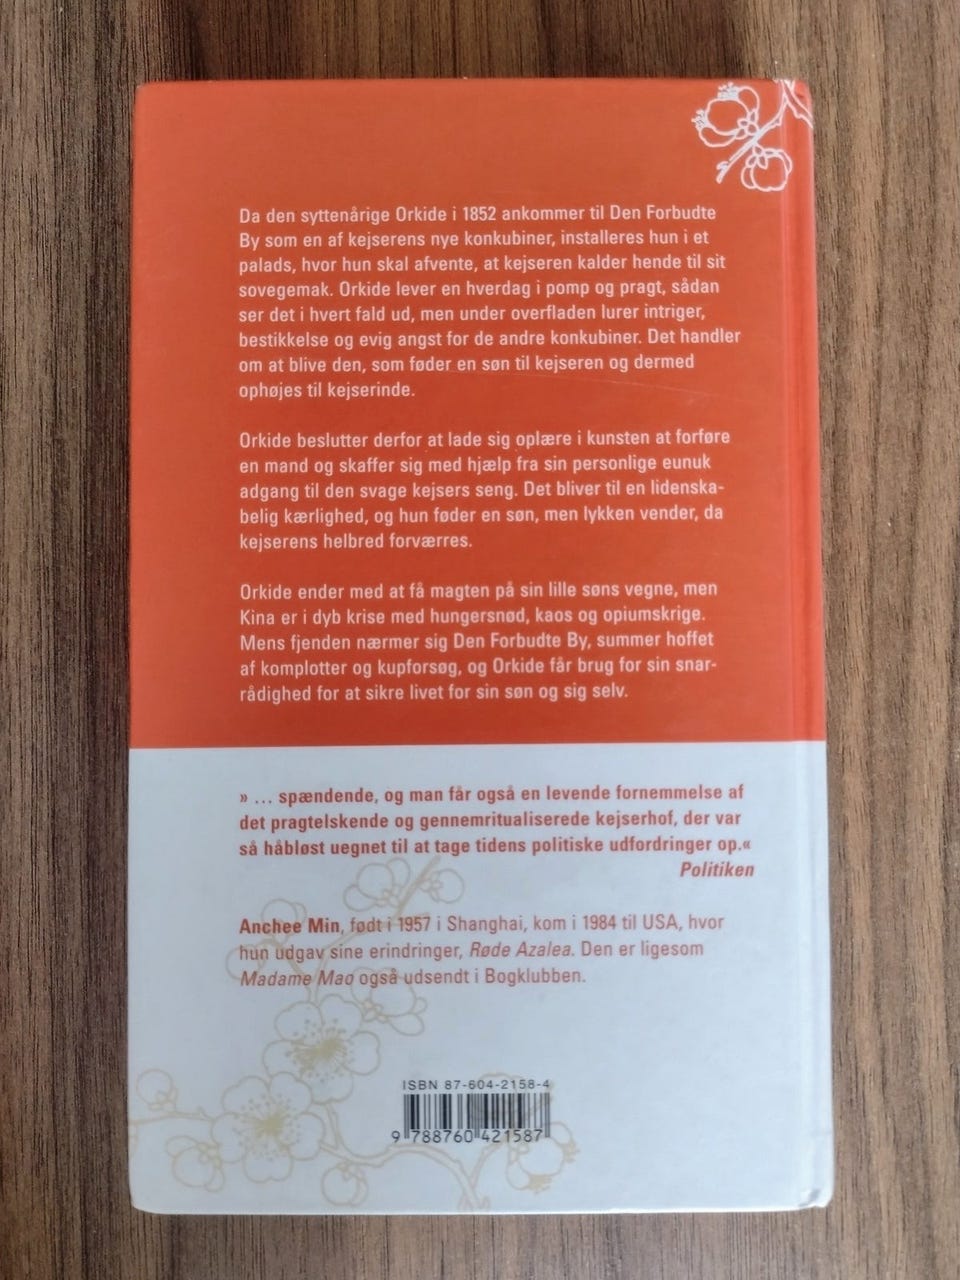 Da den syttenårige Orkide i 1852 ankommer til Den Forbudte
By som en af kejserens nye konkubiner, installeres hun i et
palads, hvor hun skal afvente, at kejseren kalder hende til sit
sovegemak. Orkide lever en hverdag i pomp og pragt, sådan
ser det i hvert fald ud, men under overfladen lurer intriger,
bestikkelse og evig angst for de andre konkubiner. Det handler
om at blive den, som føder en søn til kejseren og dermed
ophøjes til kejserinde.
Orkide beslutter derfor at lade sig oplære i kunsten at forføre
en mand og skaffer sig med hjælp fra sin personlige eunuk
adgang til den svage kejsers seng. Det bliver til en lidenska-
belig kærlighed, og hun føder en søn, men lykken vender, da
kejserens helbred forværres.
Orkide ender med at få magten på sin lille søns vegne, men
Kina er i dyb krise med hungersnød, kaos og opiumskrige.
Mens fjenden nærmer sig Den Forbudte By, summer hoffet
af komplotter og kupforsøg, og Orkide får brug for sin snar-
rådighed for at sikre livet for sin søn og sig selv.
» ... spændende, og man får også en levende fornemmelse af
det pragtelskende og gennemritualiserede kejserhof, der var
så håbløst uegnet til at tage tidens politiske udfordringer op.«
Politiken
Anchee Min, født i 1957 i Shanghai, kom i 1984 til USA, hvor
hun udgav sine erindringer, Røde Azalea. Den er ligesom
Madame Mao også udsendt i Bogklubben.
ISBN 87-604-2158-4
9 788760 421587